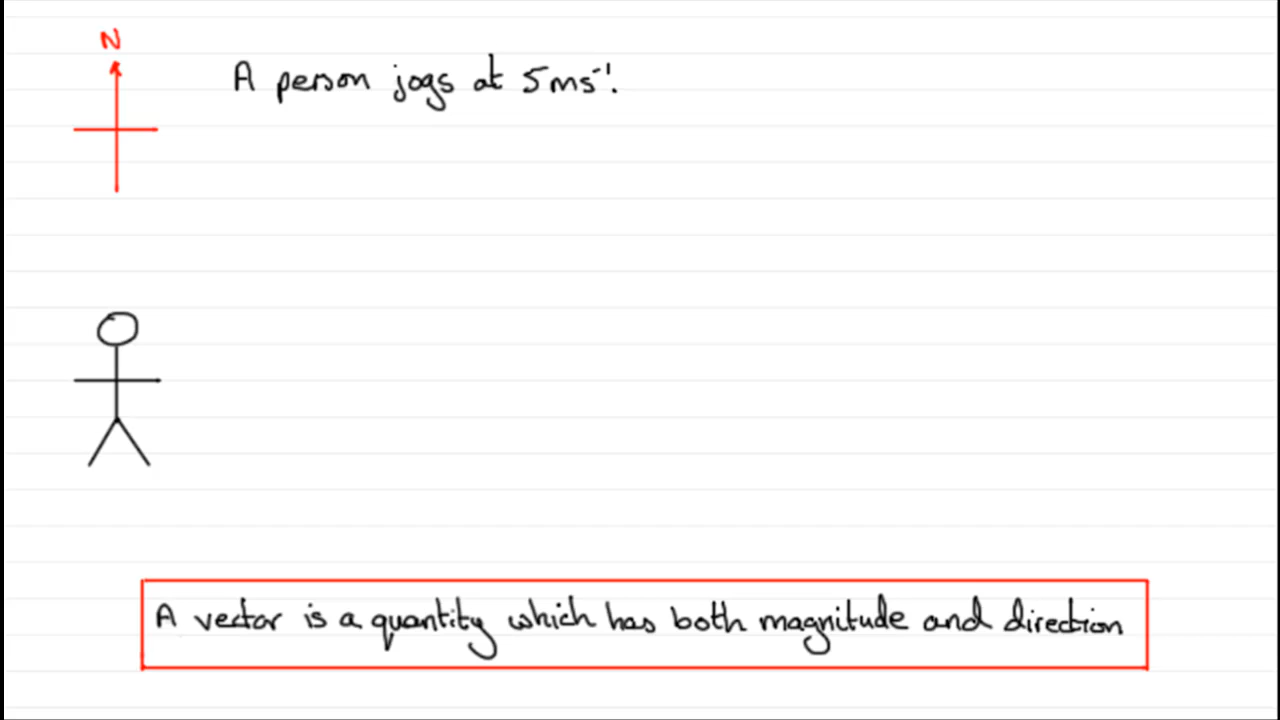 N
A person jogs at 5ms⁻¹.
A vector is a quantity which has both magnitude and direction